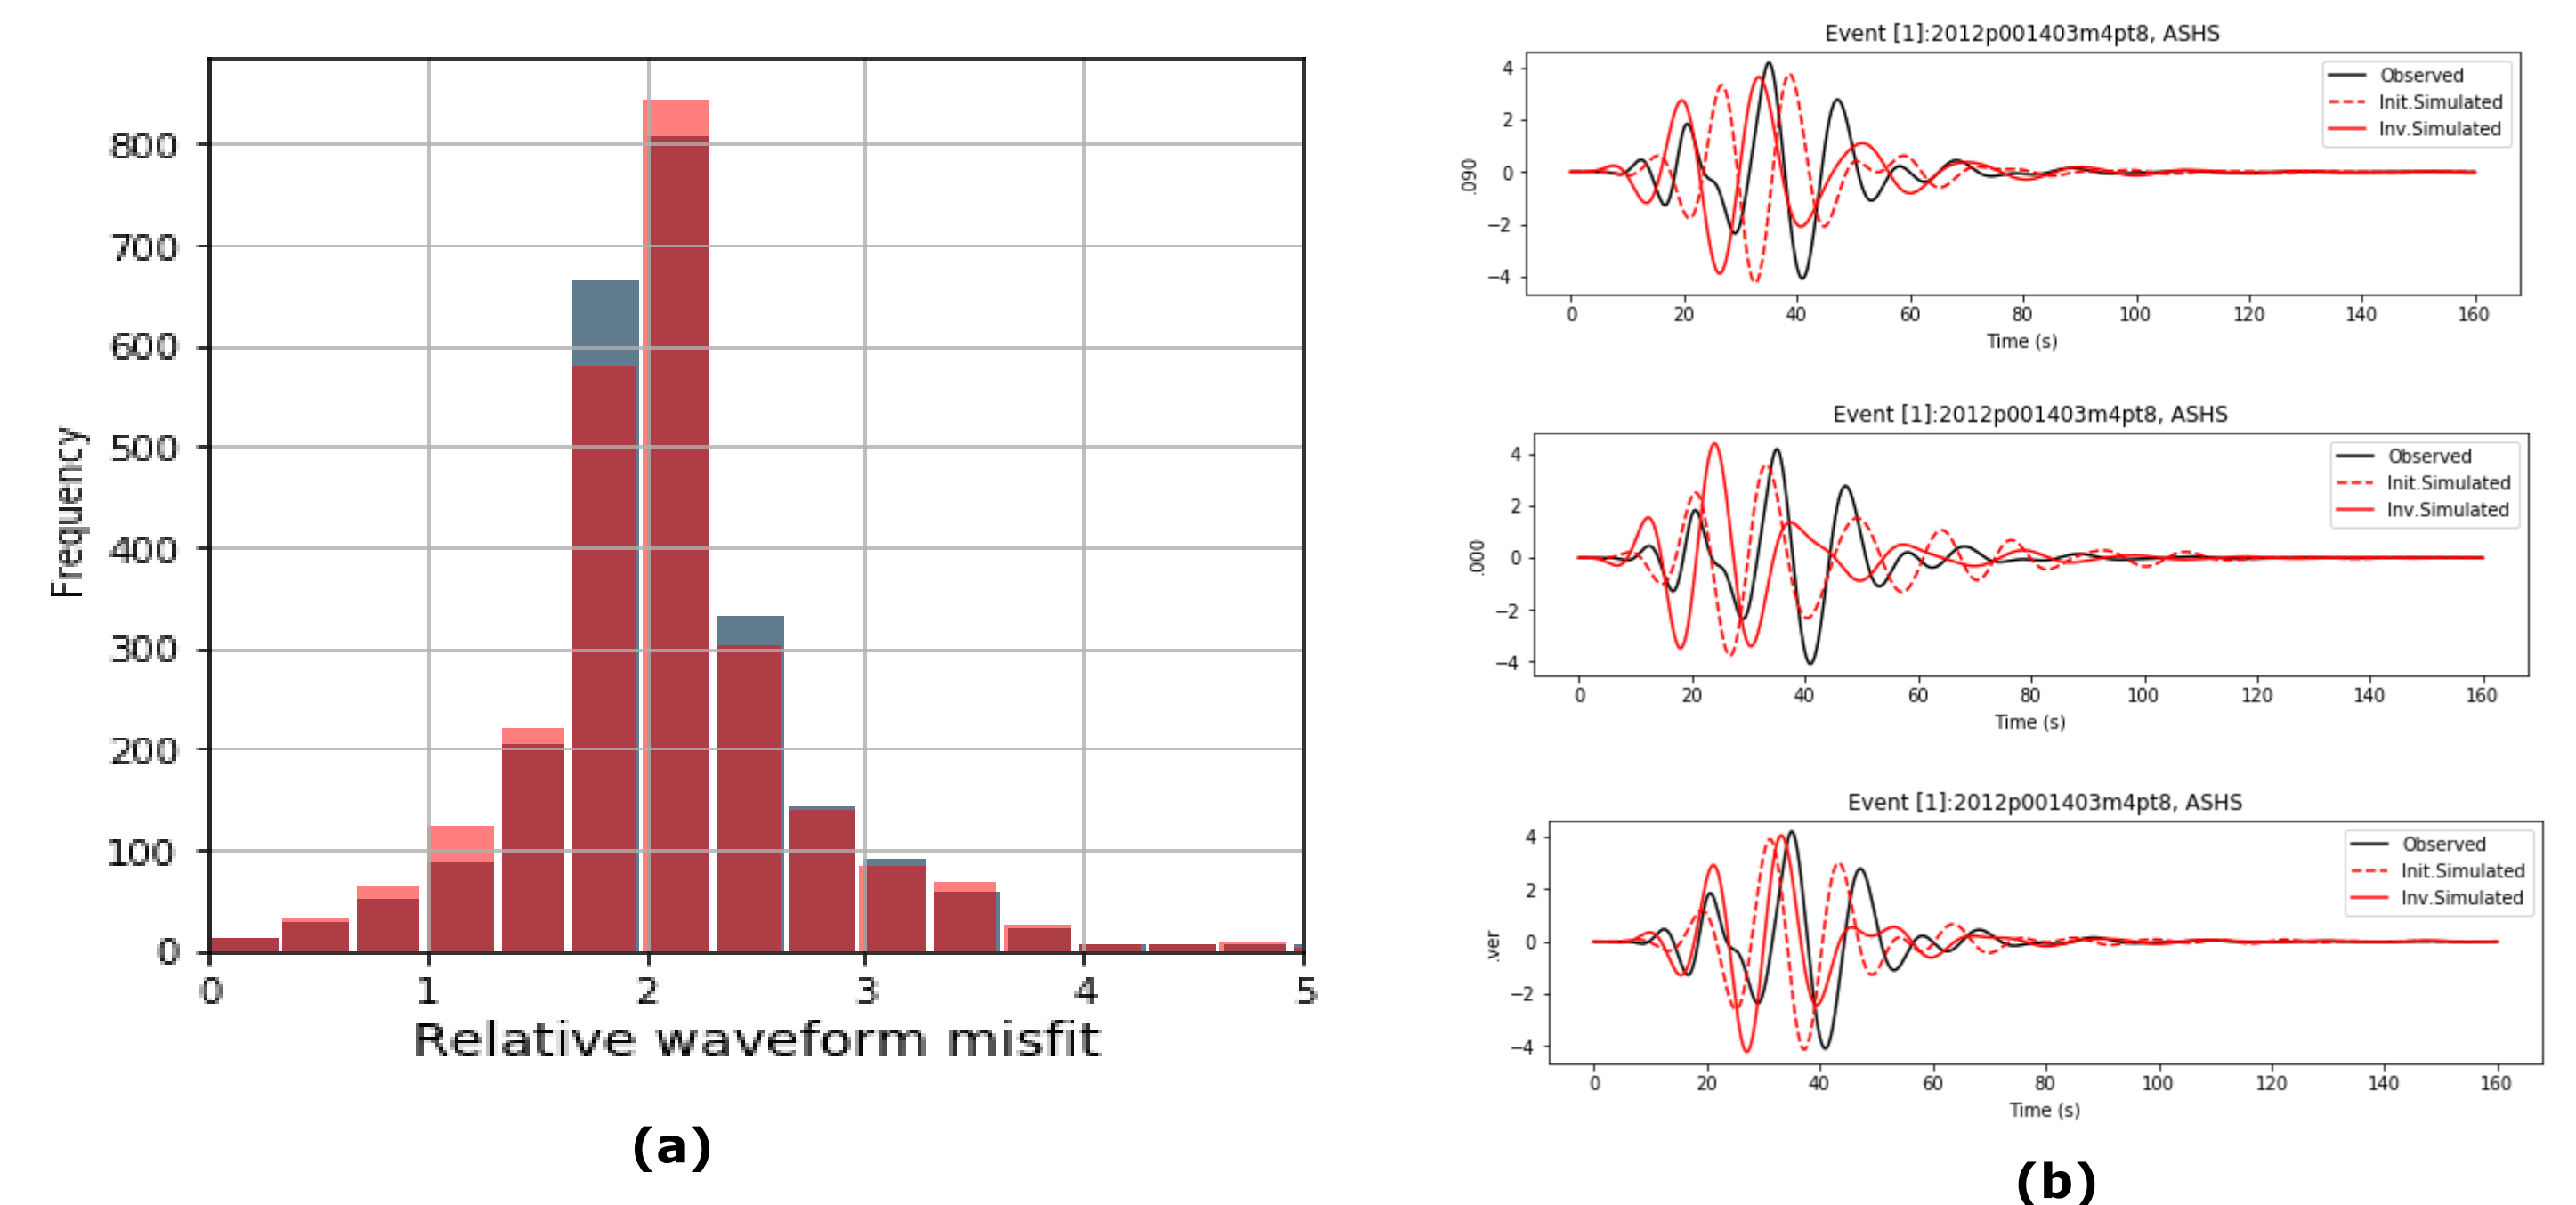 800
700
600
500
400
300
200
100
0
Frequency
0 1 2 3 4 5
Relative waveform misfit
(a)
Event [1]:2012p001403m4pt8, ASHS
4
2
0
−2
−4
.090
Observed
Init.Simulated
Inv.Simulated
0 20 40 60 80 100 120 140 160
Time (s)
Event [1]:2012p001403m4pt8, ASHS
4
2
0
−2
−4
.000
Observed
Init.Simulated
Inv.Simulated
0 20 40 60 80 100 120 140 160
Time (s)
Event [1]:2012p001403m4pt8, ASHS
4
2
0
−2
−4
.ver
Observed
Init.Simulated
Inv.Simulated
0 20 40 60 80 100 120 140 160
Time (s)
(b)